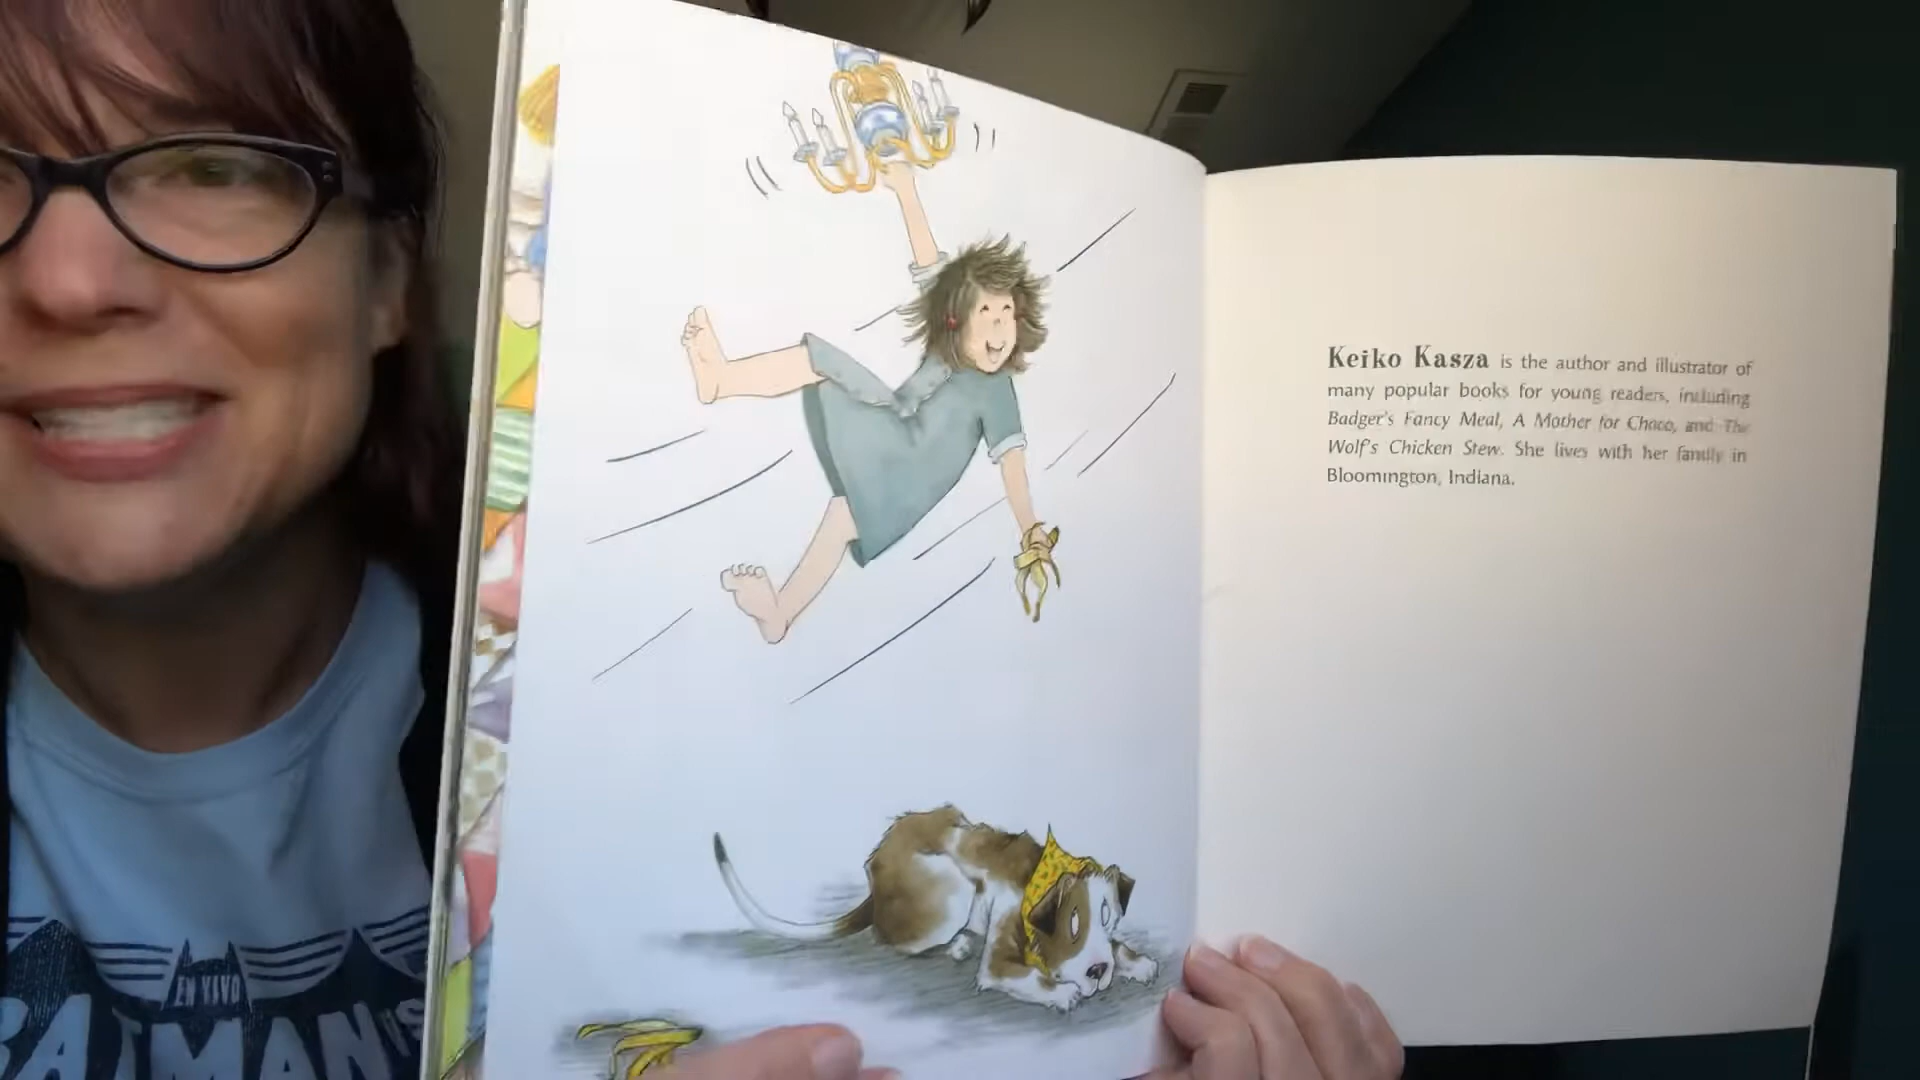 Keiko Kasza is the author and illustrator of
many popular books for young readers, including
Badger's Fancy Meal, A Mother for Choco, and The
Wolf's Chicken Stew. She lives with her family in
Bloomington, Indiana.
EN VIVO
BATMAN